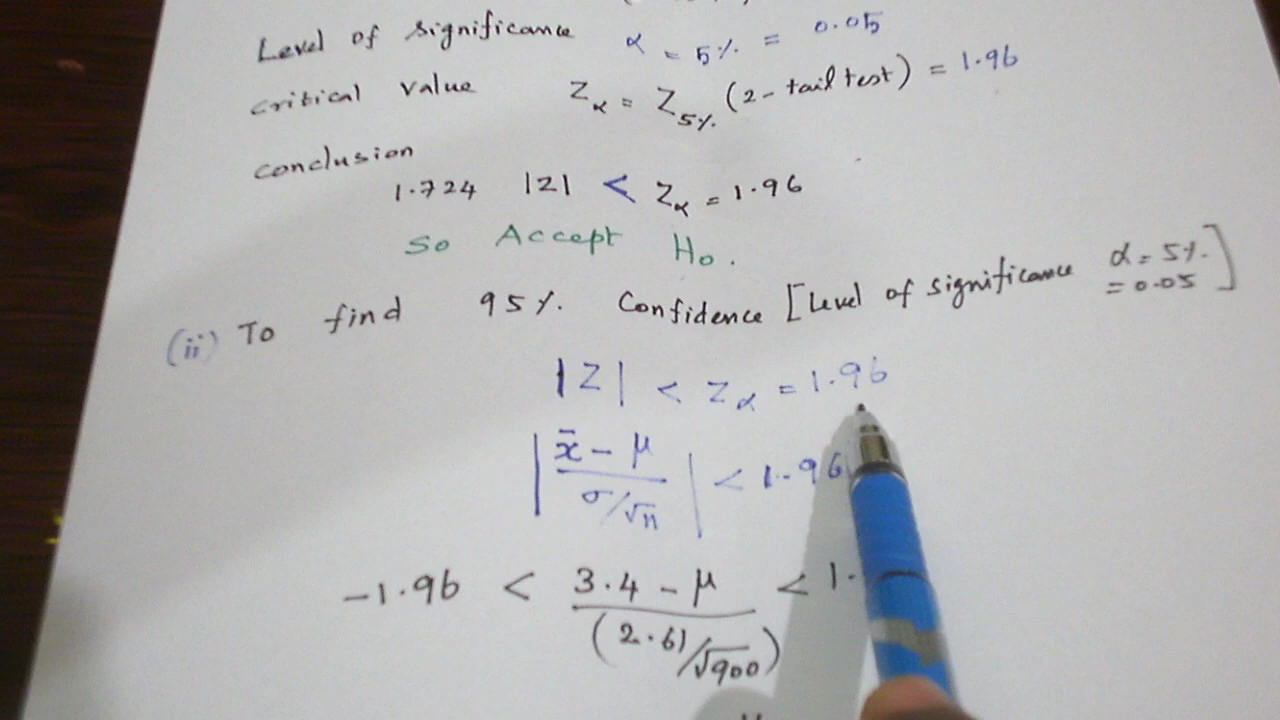 Level of significance α = 5% = 0.05
critical value Zα = Z5% (2-tail test) = 1.96
conclusion
1.724 |Z| < Zα = 1.96
So Accept Ho.
(ii) To find 95%. Confidence [Level of significance α = 5%. = 0.05]
|Z| < Zα = 1.96
| x̄ - μ / σ/√n | < 1.96
-1.96 < 3.4 - μ / (2.61/√900) < 1.